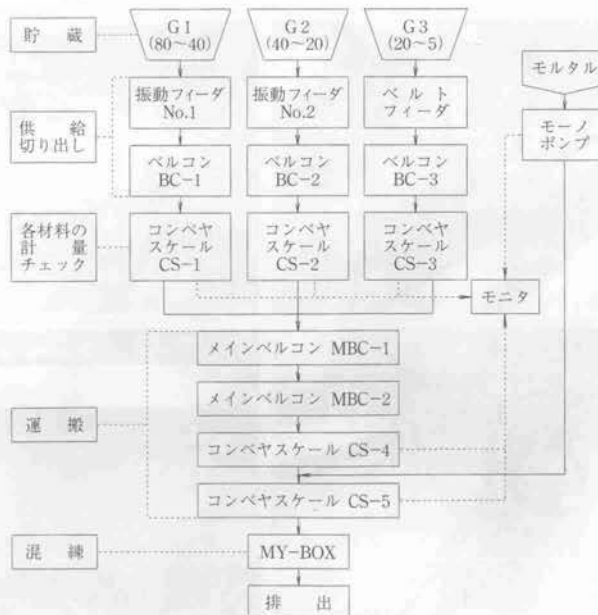 貯蔵
G1
(80～40)
G2
(40～20)
G3
(20～5)
モルタル
供給
切り出し
振動フィーダ
No.1
振動フィーダ
No.2
ベルト
フィーダ
モーノ
ポンプ
ベルコン
BC-1
ベルコン
BC-2
ベルコン
BC-3
各材料の
計量
チェック
コンベヤ
スケール
CS-1
コンベヤ
スケール
CS-2
コンベヤ
スケール
CS-3
モニタ
運搬
メインベルコン MBC-1
メインベルコン MBC-2
コンベヤスケール CS-4
コンベヤスケール CS-5
混練
MY-BOX
排出